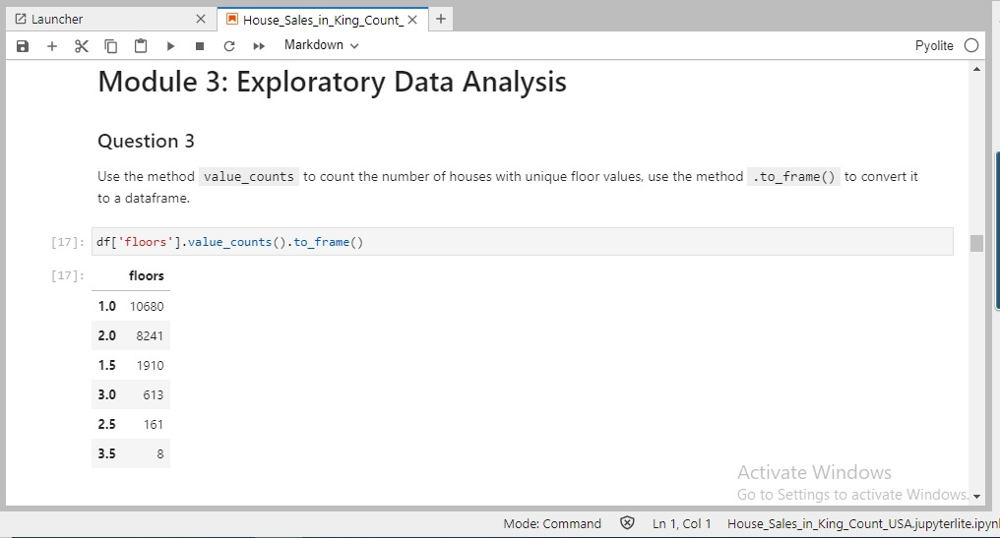 Launcher
House_Sales_in_King_Count_
Markdown
Pyolite
Module 3: Exploratory Data Analysis
Question 3
Use the method value_counts to count the number of houses with unique floor values, use the method .to_frame() to convert it
to a dataframe.
[17]: df['floors'].value_counts().to_frame()
[17]: floors
1.0 10680
2.0 8241
1.5 1910
3.0 613
2.5 161
3.5 8
Activate Windows
Go to Settings to activate Windows.
Mode: Command Ln 1, Col 1 House_Sales_in_King_Count_USA.jupyterlite.ipynb